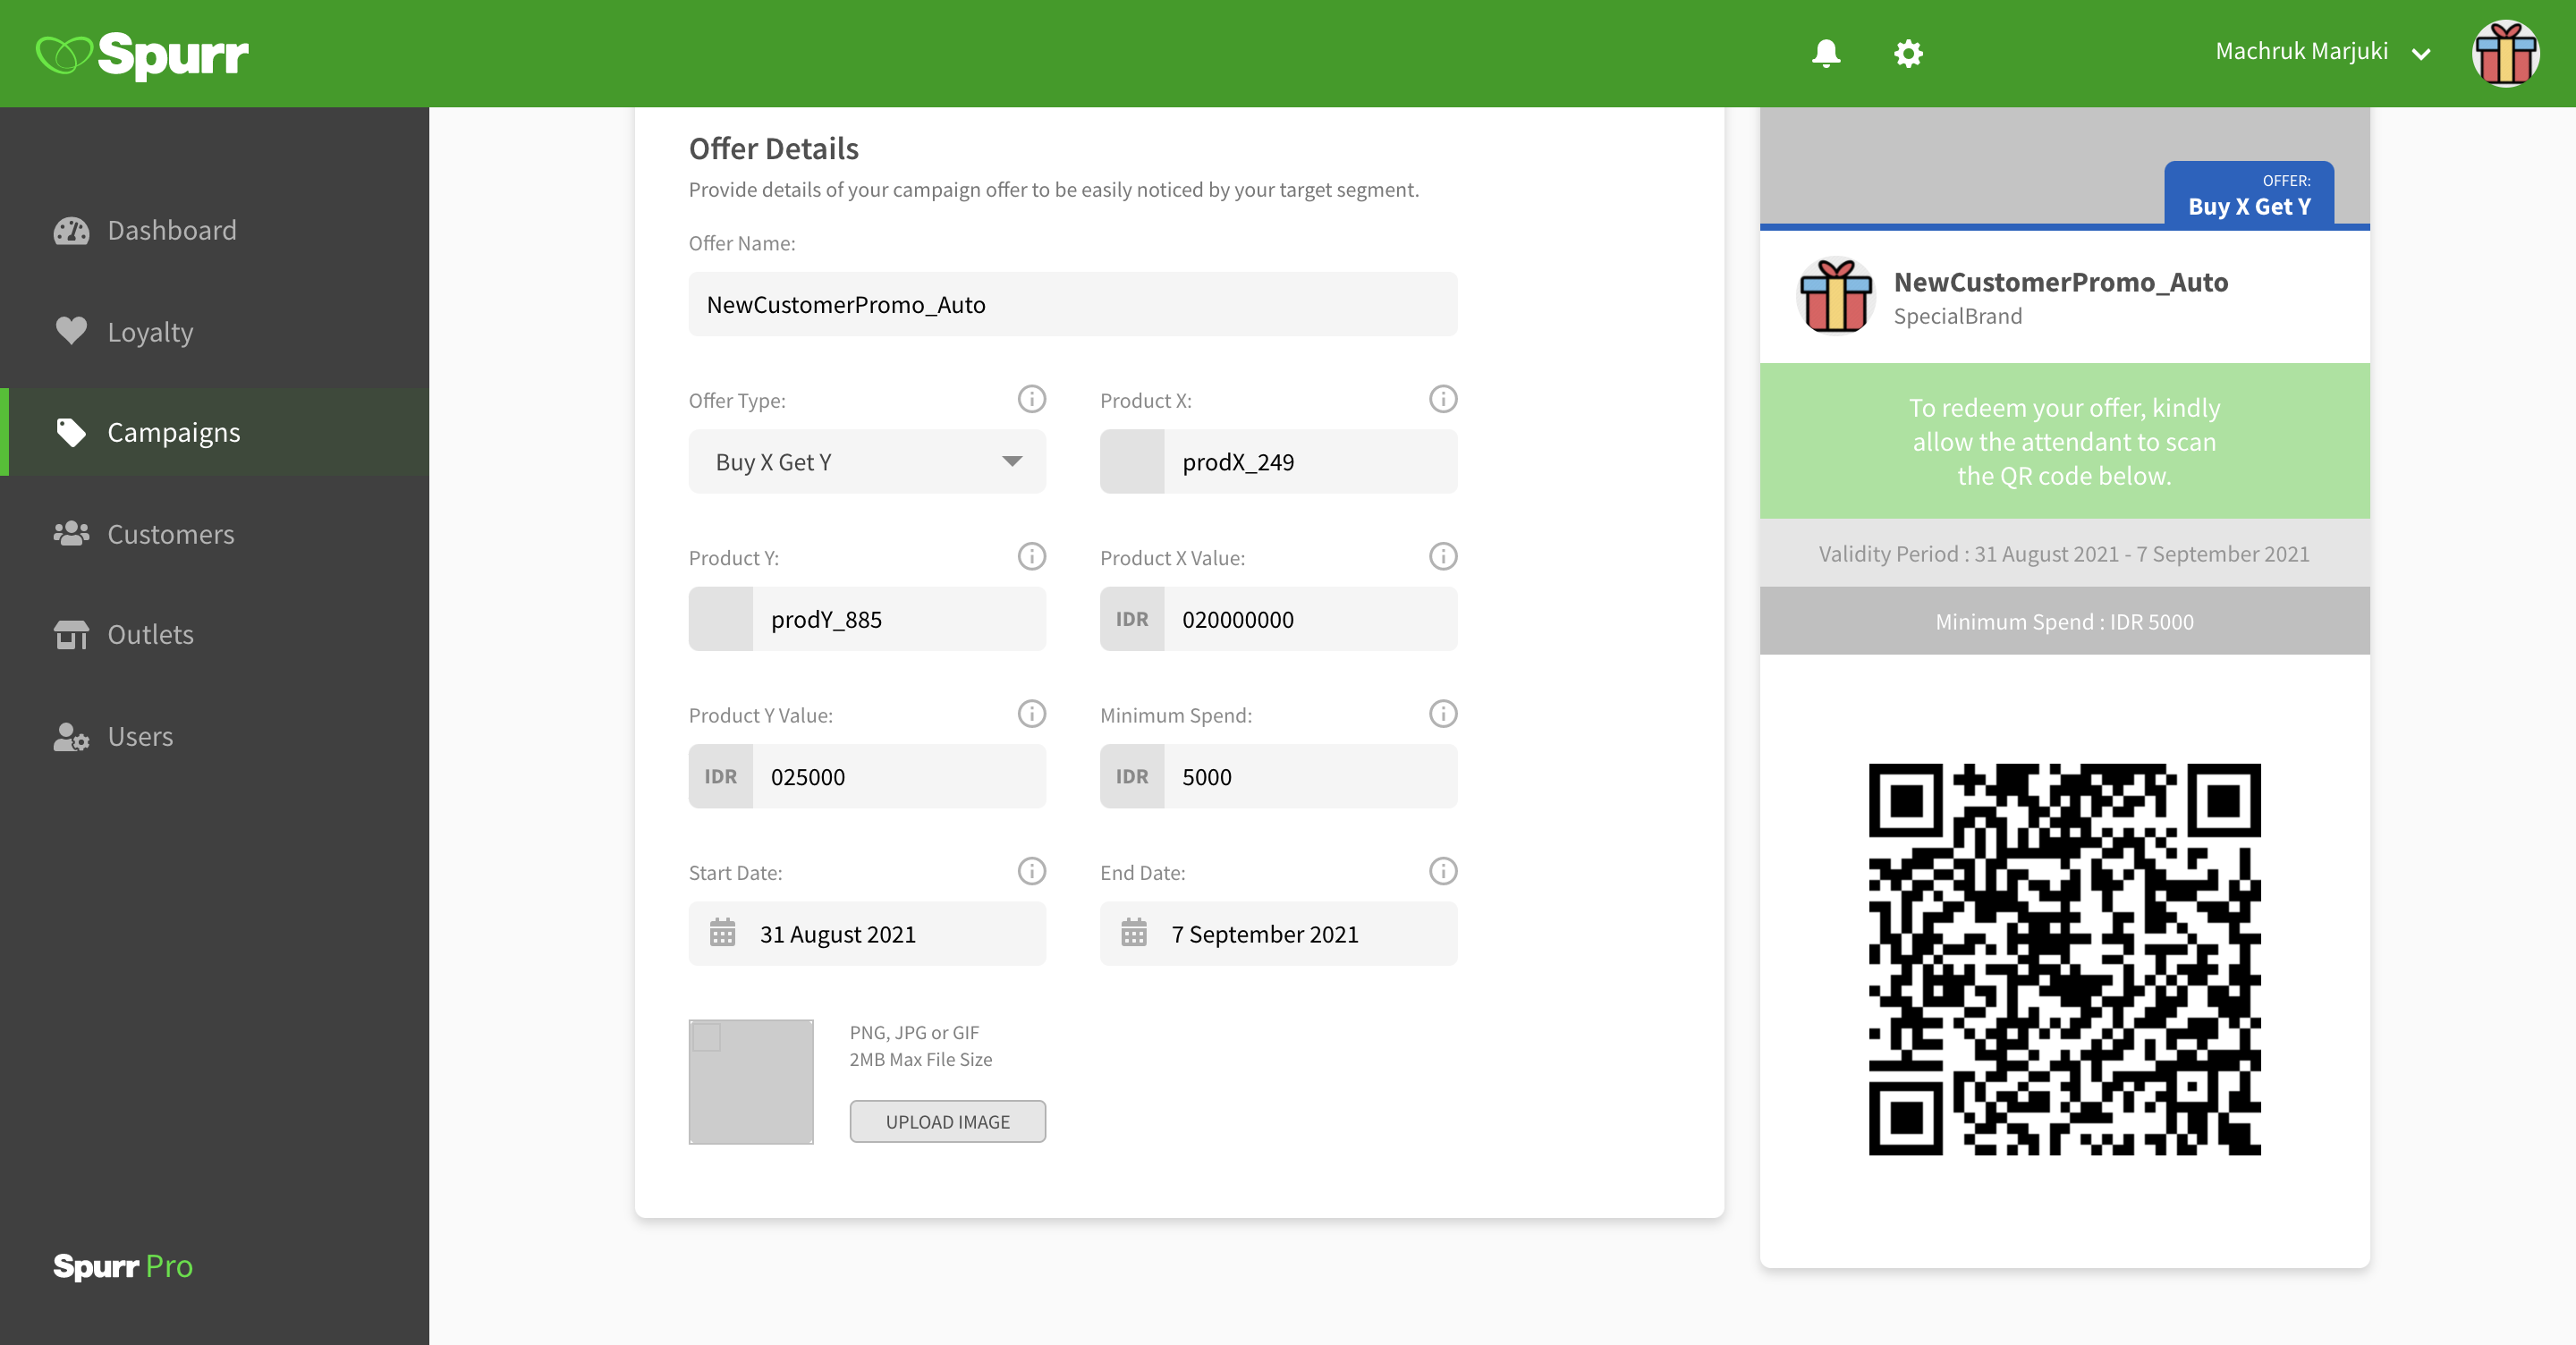 Spurr
Machruk Marjuki
Dashboard
Loyalty
Campaigns
Customers
Outlets
Users
Spurr Pro
Offer Details
Provide details of your campaign offer to be easily noticed by your target segment.
Offer Name:
NewCustomerPromo_Auto
Offer Type:
Product X:
Buy X Get Y
prodX_249
Product Y:
Product X Value:
prodY_885
IDR 020000000
Product Y Value:
Minimum Spend:
IDR 025000
IDR 5000
Start Date:
End Date:
31 August 2021
7 September 2021
PNG, JPG or GIF
2MB Max File Size
UPLOAD IMAGE
OFFER:
Buy X Get Y
NewCustomerPromo_Auto
SpecialBrand
To redeem your offer, kindly
allow the attendant to scan
the QR code below.
Validity Period : 31 August 2021 - 7 September 2021
Minimum Spend : IDR 5000